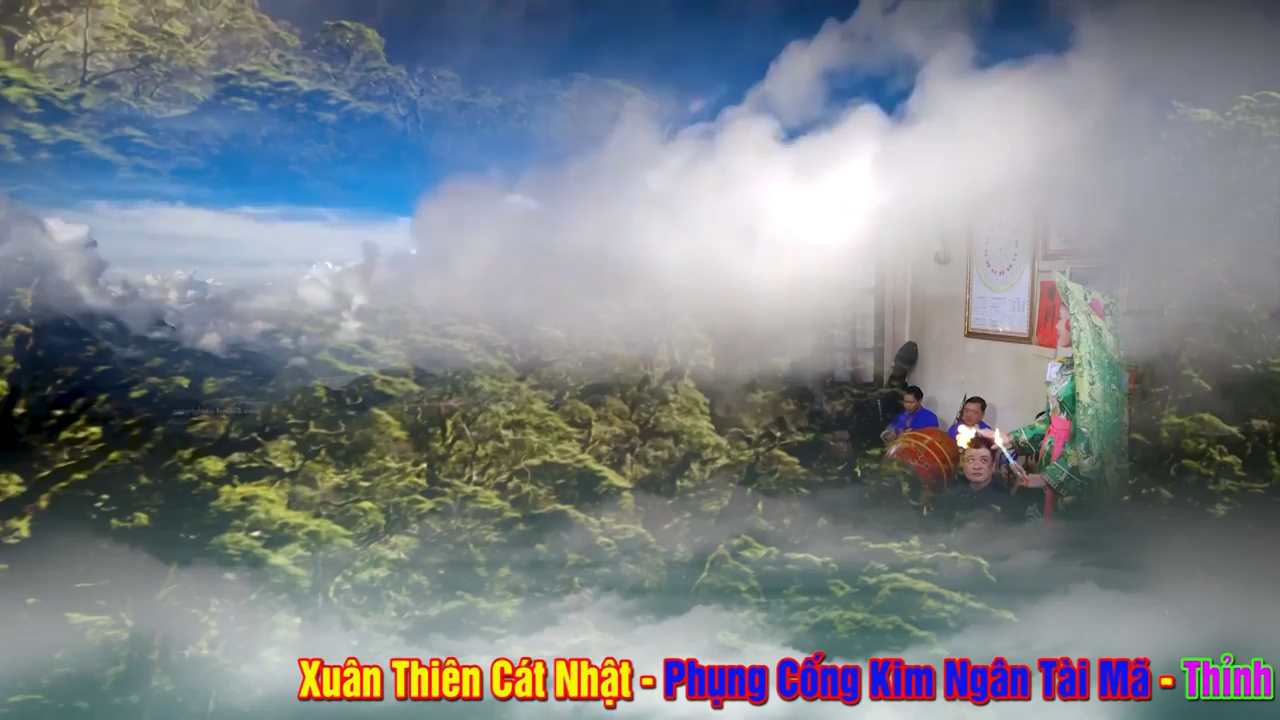 Xuân Thiên Cát Nhật - Phụng Cống Kim Ngân Tài Mã - Thỉnh